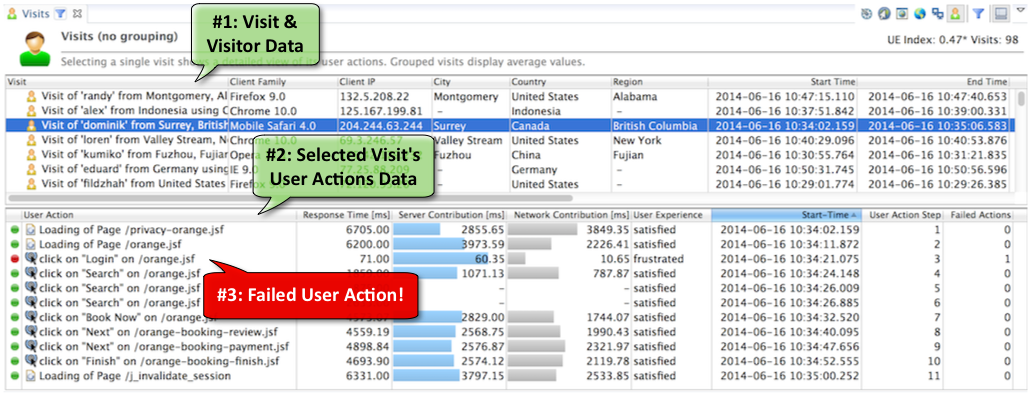 Visits
Visits (no grouping)
UE Index: 0.47* Visits: 98
#1: Visit &
Visitor Data
Selecting a single visit shows a detailed view of its user actions. Grouped visits display average values.
Visit Client Family Client IP City Country Region Start Time End Time
Visit of 'randy' from Montgomery, Al Firefox 9.0 132.5.208.22 Montgomery United States Alabama 2014-06-16 10:47:15.110 2014-06-16 10:47:40.653
Visit of 'alex' from Indonesia using C Chrome 10.0 125.167.199.81 – Indonesia – 2014-06-16 10:37:51.842 2014-06-16 10:39:00.331
Visit of 'dominik' from Surrey, British Mobile Safari 4.0 204.244.63.244 Surrey Canada British Columbia 2014-06-16 10:34:02.159 2014-06-16 10:35:06.583
Visit of 'loren' from Valley Stream, N Chrome 10.0 69.3.246.57 Valley Stream United States New York 2014-06-16 10:40:29.096 2014-06-16 10:40:53.876
Visit of 'kumiko' from Fuzhou, Fujian Opera Fuzhou China Fujian 2014-06-16 10:30:55.764 2014-06-16 10:31:21.835
Visit of 'eduard' from Germany using IE 9.0 77.25.88.209 – Germany – 2014-06-16 10:50:31.745 2014-06-16 10:50:56.596
Visit of 'fildzhah' from United States Firefox – United States – 2014-06-16 10:29:01.774 2014-06-16 10:29:26.385
#2: Selected Visit's
User Actions Data
User Action Response Time [ms] Server Contribution [ms] Network Contribution [ms] User Experience Start-Time User Action Step Failed Actions
Loading of Page /privacy-orange.jsf 6705.00 2855.65 3849.35 satisfied 2014-06-16 10:34:02.159 1 0
Loading of Page /orange.jsf 6200.00 3973.59 2226.41 satisfied 2014-06-16 10:34:11.872 2 0
click on "Login" on /orange.jsf 71.00 60.35 10.65 frustrated 2014-06-16 10:34:21.075 3 1
click on "Search" on /orange.jsf 1071.13 787.87 satisfied 2014-06-16 10:34:24.148 4 0
click on "Search" on /orange.jsf – – satisfied 2014-06-16 10:34:26.009 5 0
click on "Search" on /orange.jsf – – satisfied 2014-06-16 10:34:26.885 6 0
click on "Book Now" on /orange.jsf 2829.00 1744.07 satisfied 2014-06-16 10:34:32.520 7 0
click on "Next" on /orange-booking-review.jsf 4559.19 2568.75 1990.43 satisfied 2014-06-16 10:34:40.095 8 0
click on "Next" on /orange-booking-payment.jsf 4898.84 2576.87 2321.97 satisfied 2014-06-16 10:34:47.656 9 0
click on "Finish" on /orange-booking-finish.jsf 4693.90 2574.12 2119.78 satisfied 2014-06-16 10:34:52.555 10 0
Loading of Page /j_invalidate_session 6331.00 3797.15 2533.85 satisfied 2014-06-16 10:35:00.252 11 0
#3: Failed User Action!